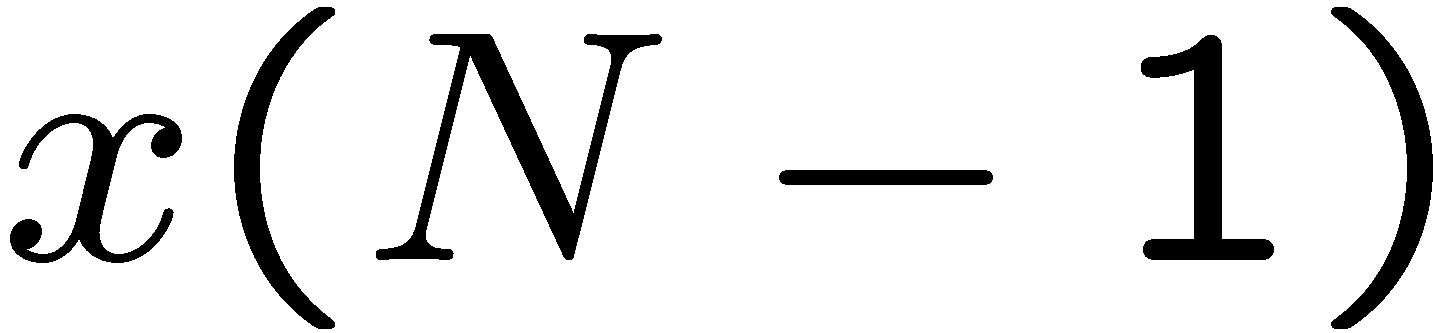 x(N − 1)